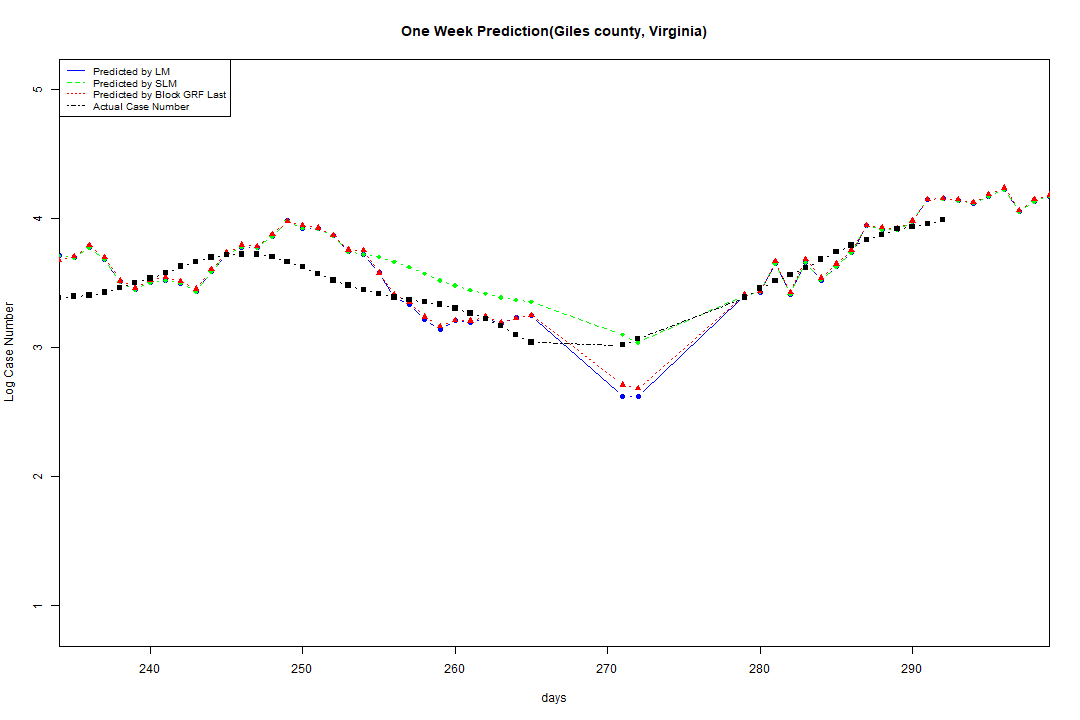 One Week Prediction(Giles county, Virginia)
Predicted by LM
Predicted by SLM
Predicted by Block GRF Last
Actual Case Number
5
4
3
2
1
Log Case Number
240 250 260 270 280 290
days